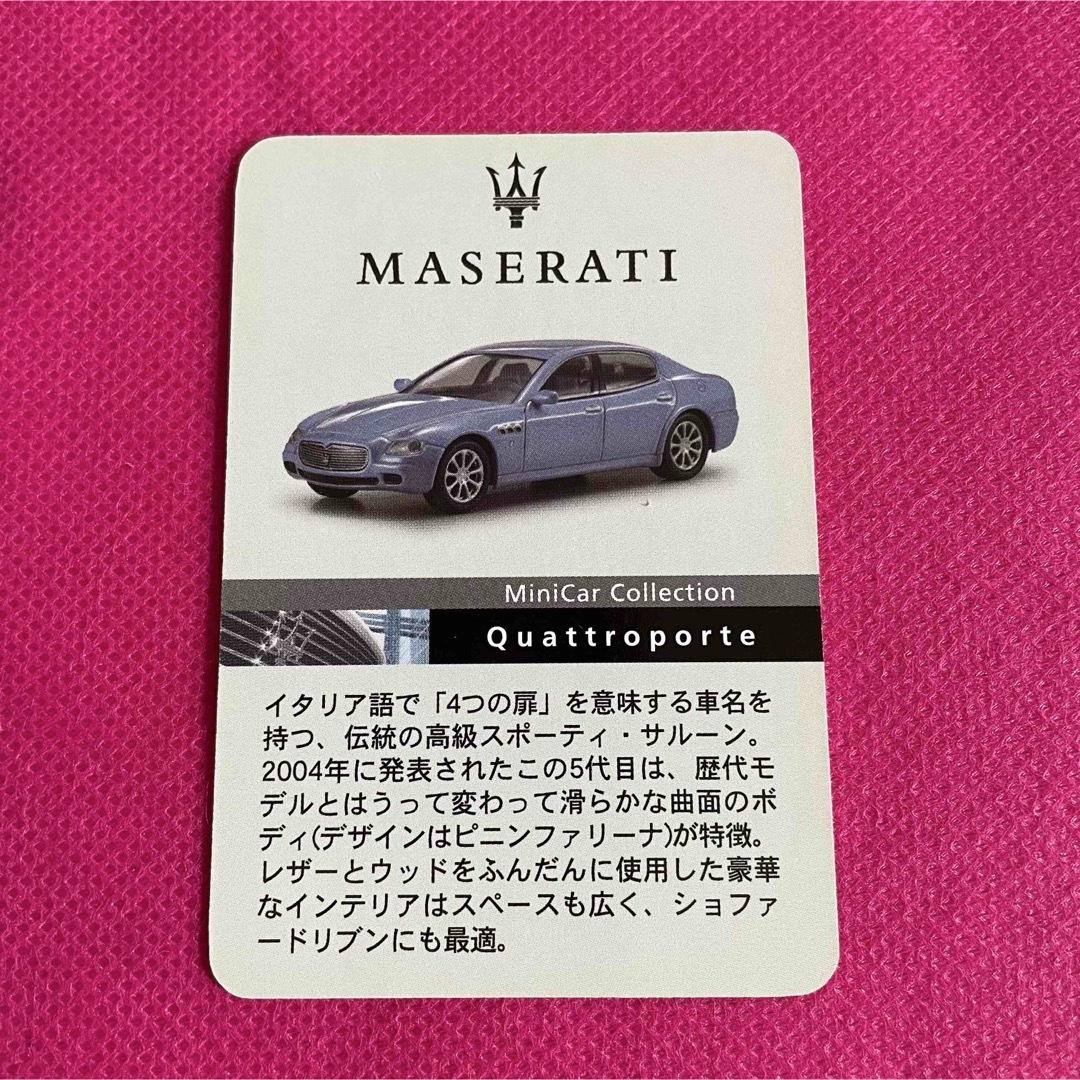 MASERATI
MiniCar Collection
Quattroporte
イタリア語で「4つの扉」を意味する車名を
持つ、伝統の高級スポーティ・サルーン。
2004年に発表されたこの5代目は、歴代モ
デルとはうって変わって滑らかな曲面のボ
ディ(デザインはピニンファリーナ)が特徴。
レザーとウッドをふんだんに使用した豪華
なインテリアはスペースも広く、ショファ
ードリブンにも最適。